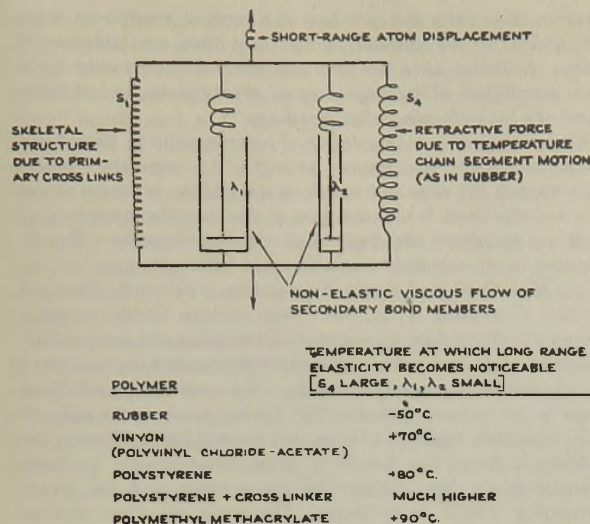 SHORT-RANGE ATOM DISPLACEMENT
S₁
S₄
SKELETAL
STRUCTURE
DUE TO PRIM-
ARY CROSS LINKS
λ₁
λ₂
RETRACTIVE FORCE
DUE TO TEMPERATURE
CHAIN SEGMENT MOTION
(AS IN RUBBER)
NON-ELASTIC VISCOUS FLOW OF
SECONDARY BOND MEMBERS
TEMPERATURE AT WHICH LONG RANGE
ELASTICITY BECOMES NOTICEABLE
POLYMER [S₄ LARGE, λ₁, λ₂ SMALL]
RUBBER -50°C.
VINYON +70°C.
(POLYVINYL CHLORIDE-ACETATE)
POLYSTYRENE +80°C.
POLYSTYRENE + CROSS LINKER MUCH HIGHER
POLYMETHYL METHACRYLATE +90°C.